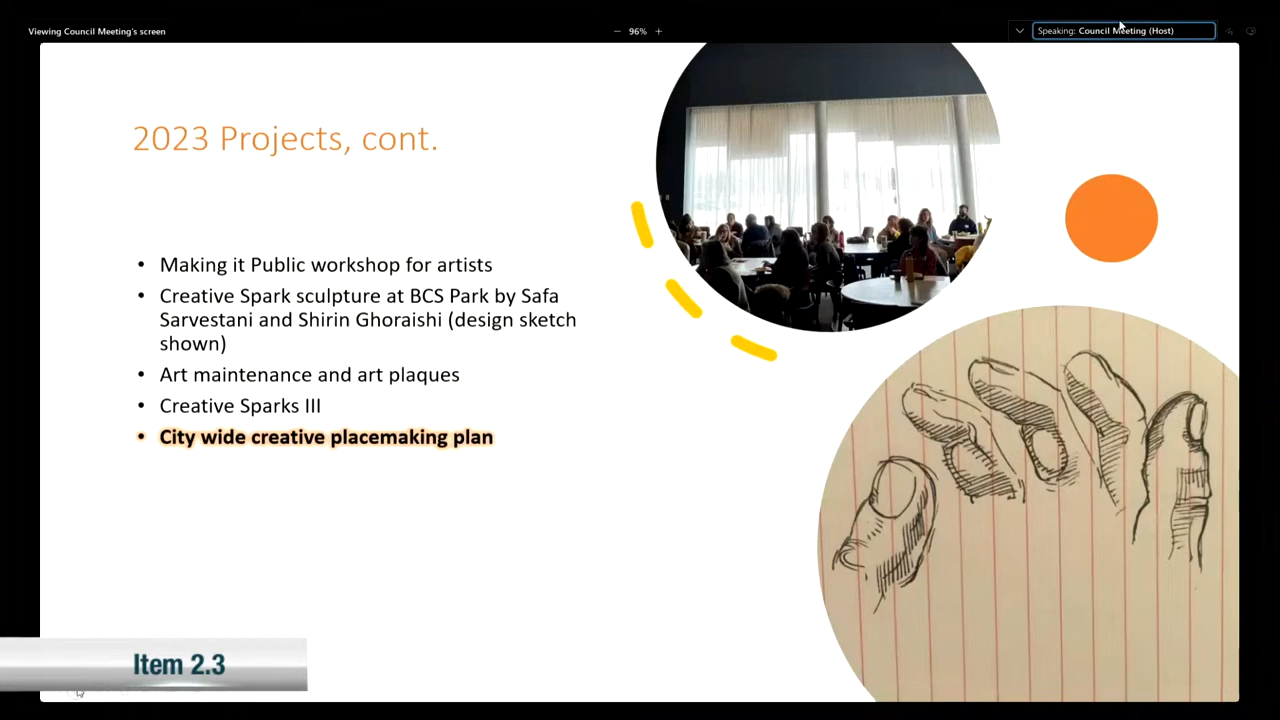 Viewing Council Meeting's screen
96%
Speaking: Council Meeting (Host)
2023 Projects, cont.
• Making it Public workshop for artists
• Creative Spark sculpture at BCS Park by Safa
Sarvestani and Shirin Ghoraishi (design sketch
shown)
• Art maintenance and art plaques
• Creative Sparks III
• City wide creative placemaking plan
Item 2.3